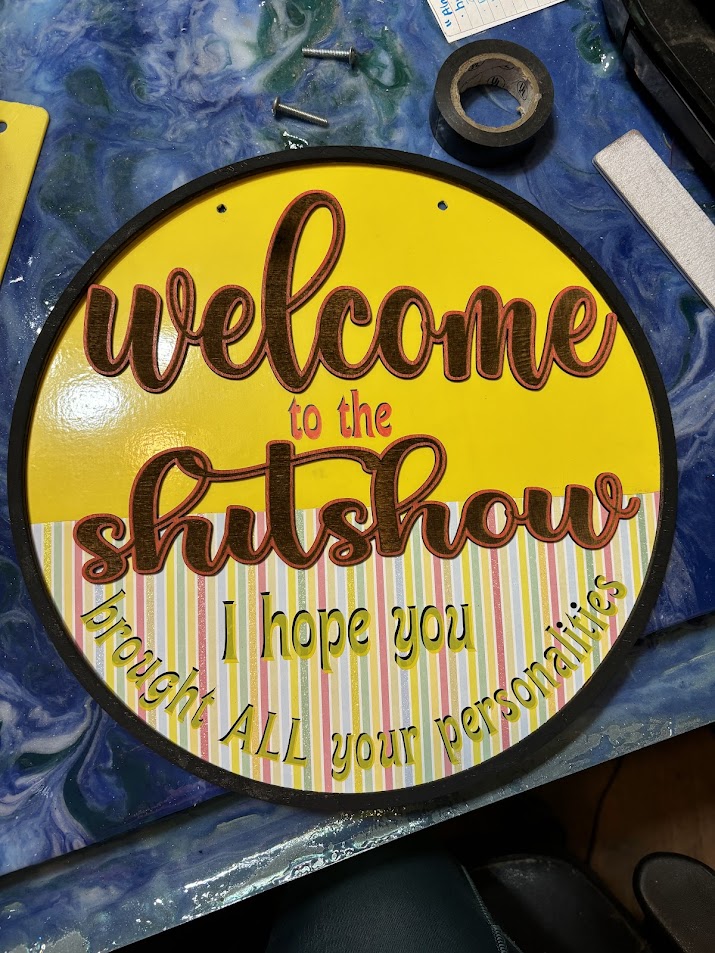 welcome
to the
shitshow
I hope you
brought ALL your personalities